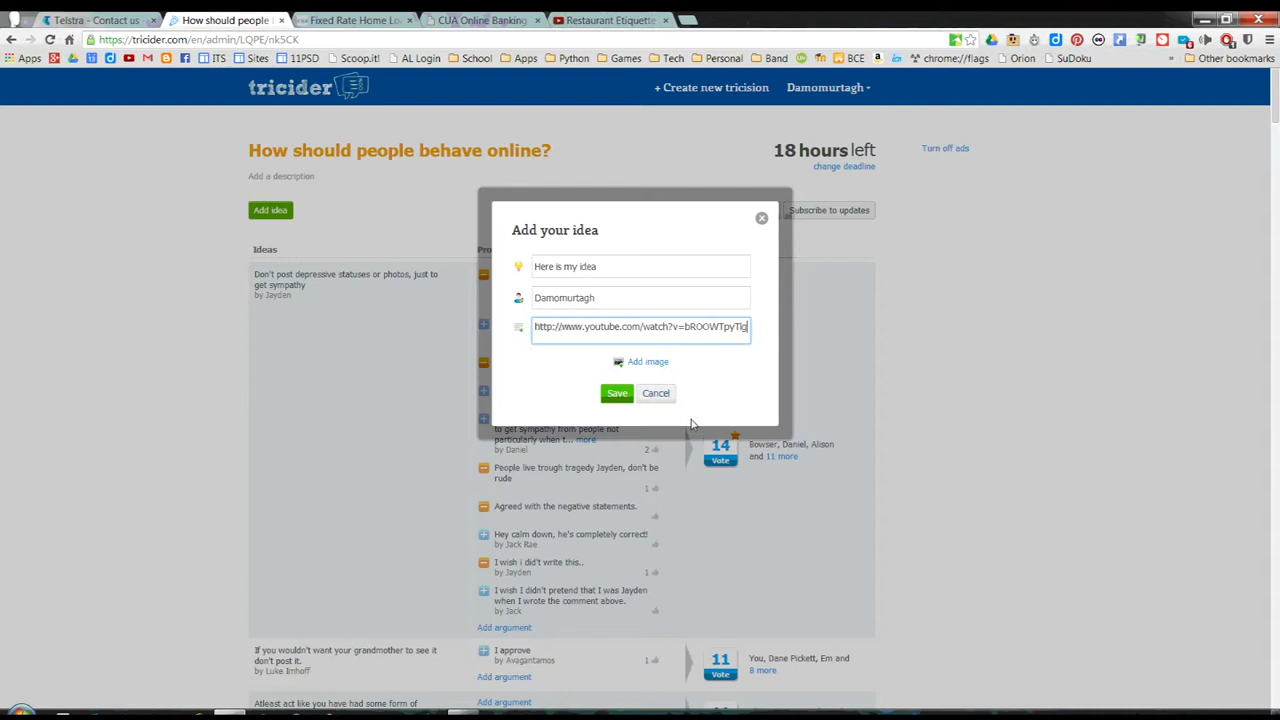 Telstra - Contact us
How should people
Fixed Rate Home Lo
CUA Online Banking
Restaurant Etiquette
https://tricider.com/en/admin/LQPE/nk5CK
Apps
Sites
ITS
Sites
11PSD
Scoop.it!
AL Login
School
Apps
Python
Games
Tech
Personal
Band
BCE
chrome://flags
Orion
SuDoku
»
Other bookmarks
tricider
+ Create new tricision
Damomurtagh
How should people behave online?
18 hours left
Turn off ads
change deadline
Add a description
Add idea
Subscribe to updates
Add your idea
Here is my idea
Damomurtagh
http://www.youtube.com/watch?v=bROOWTpyTlg
Add image
Save
Cancel
Ideas
Pro
Don't post depressive statuses or photos, just to
get sympathy
by Jayden
to get sympathy from people not
particularly when t... more
by Daniel
2
People live trough tragedy Jayden, don't be
rude
1
Agreed with the negative statements.
Hey calm down, he's completely correct!
by Jack Rae
I wish i did't write this..
by Jayden
1
I wish I didn't pretend that I was Jayden
when I wrote the comment above.
by Jack
Add argument
14
Vote
Bowser, Daniel, Alison
and 11 more
If you wouldn't want your grandmother to see it
don't post it.
by Luke Imhoff
I approve
by Avagantamos
1
Add argument
11
Vote
You, Dane Pickett, Em and
8 more
Atleast act like you have had some form of
Add argument